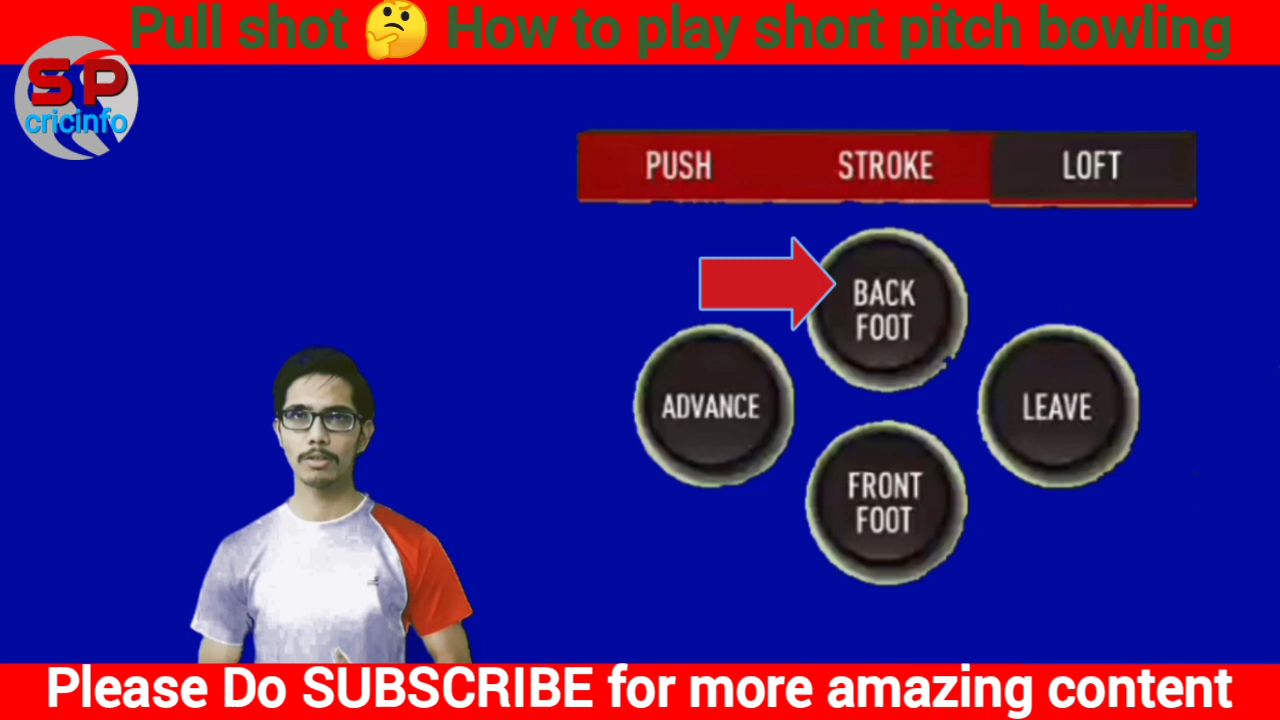 Pull shot 🤔 How to play short pitch bowling
SP
cricinfo
PUSH STROKE LOFT
BACK
FOOT
ADVANCE
LEAVE
FRONT
FOOT
Please Do SUBSCRIBE for more amazing content